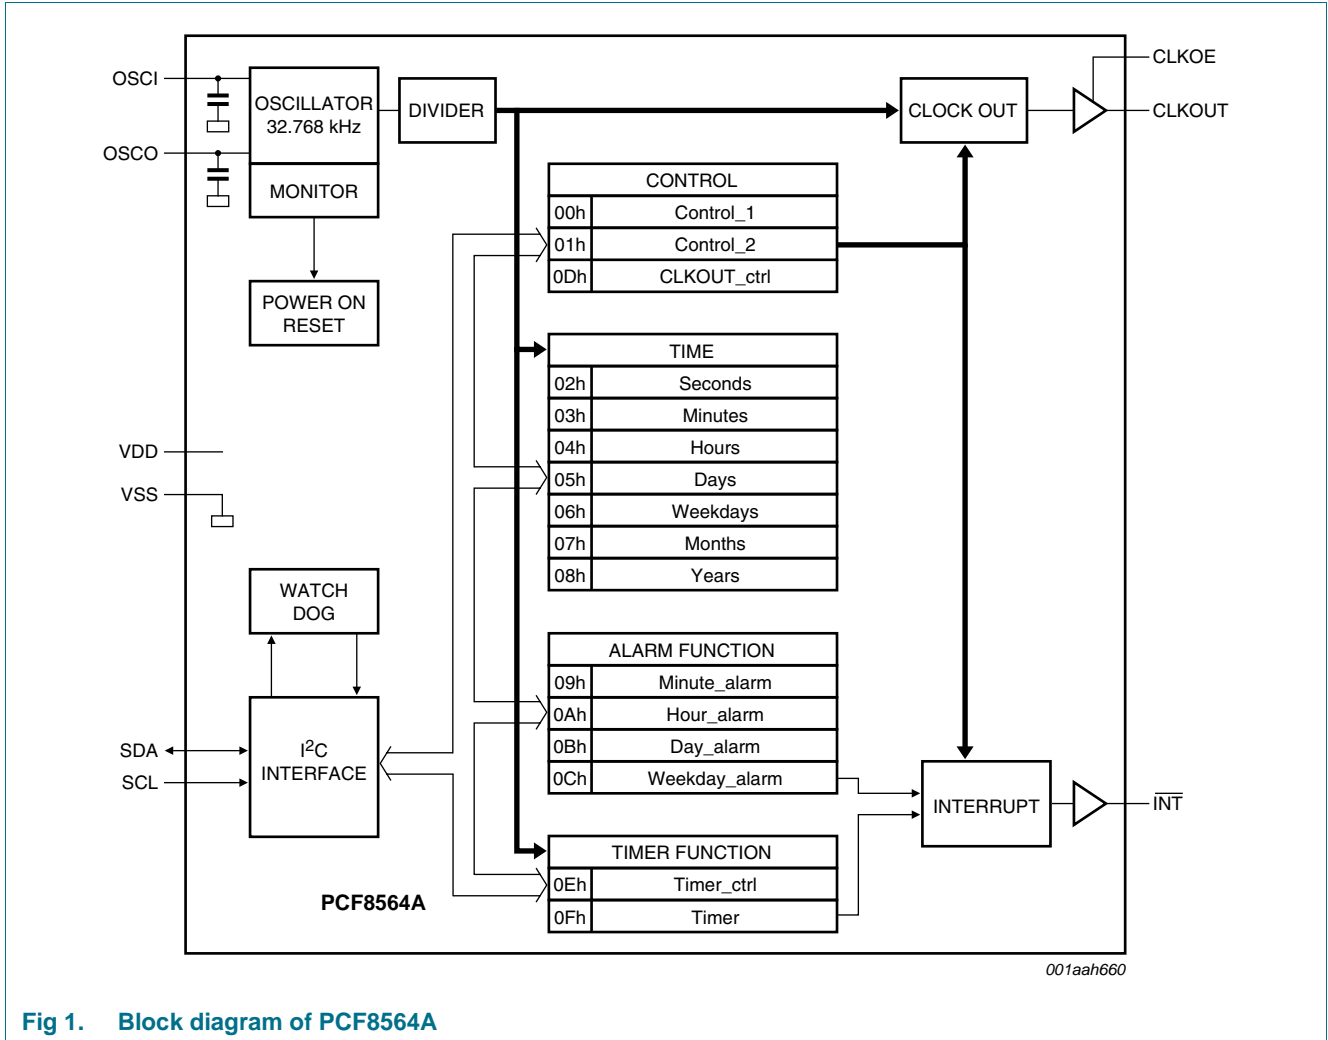 OSCI
OSCO
OSCILLATOR
32.768 kHz
MONITOR
DIVIDER
CLOCK OUT
CLKOE
CLKOUT
POWER ON
RESET
CONTROL
00h Control_1
01h Control_2
0Dh CLKOUT_ctrl
TIME
02h Seconds
03h Minutes
04h Hours
05h Days
06h Weekdays
07h Months
08h Years
VDD
VSS
WATCH
DOG
SDA
SCL
I2C
INTERFACE
ALARM FUNCTION
09h Minute_alarm
0Ah Hour_alarm
0Bh Day_alarm
0Ch Weekday_alarm
INTERRUPT
INT
TIMER FUNCTION
0Eh Timer_ctrl
0Fh Timer
PCF8564A
001aah660
Fig 1. Block diagram of PCF8564A